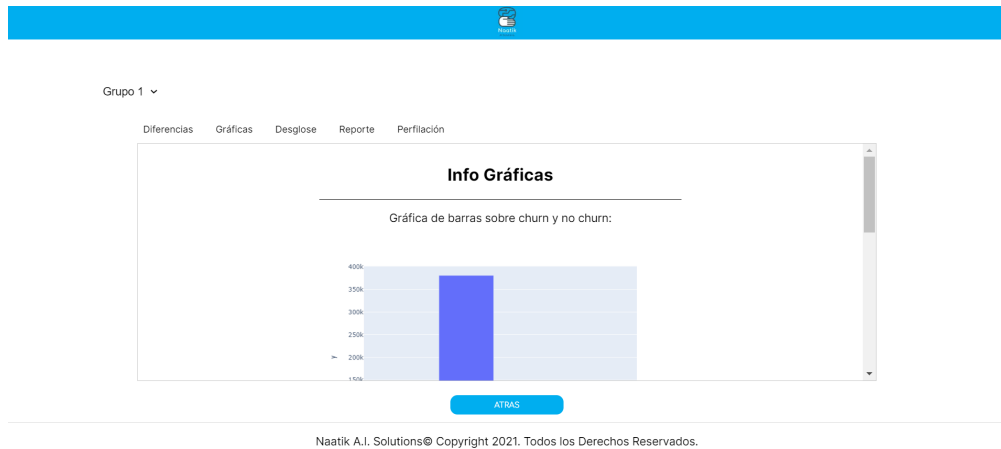 Naatik
Grupo 1
Diferencias Gráficas Desglose Reporte Perfilación
Info Gráficas
Gráfica de barras sobre churn y no churn:
400k
350k
300k
250k
y
200k
150k
ATRAS
Naatik A.I. Solutions© Copyright 2021. Todos los Derechos Reservados.